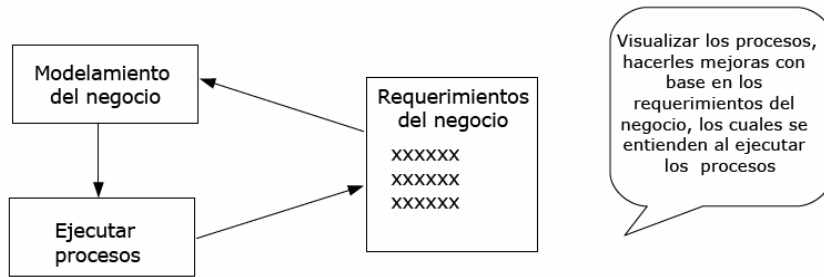 Modelamiento
del negocio
Ejecutar
procesos
Requerimientos
del negocio
xxxxxx
xxxxxx
xxxxxx
Visualizar los procesos,
hacerles mejoras con
base en los
requerimientos del
negocio, los cuales se
entienden al ejecutar
los procesos